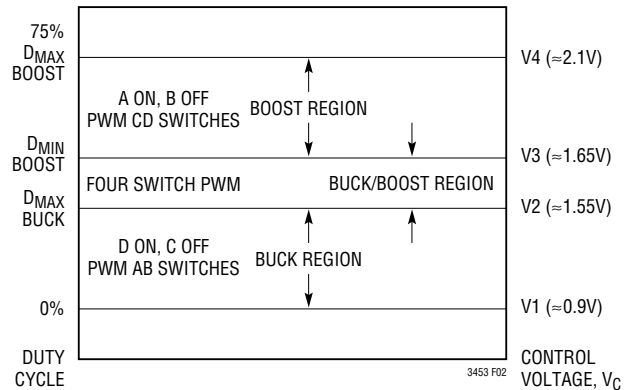 75%
DMAX
BOOST
V4 (≈2.1V)
A ON, B OFF
PWM CD SWITCHES
BOOST REGION
DMIN
BOOST
V3 (≈1.65V)
FOUR SWITCH PWM
BUCK/BOOST REGION
DMAX
BUCK
V2 (≈1.55V)
D ON, C OFF
PWM AB SWITCHES
BUCK REGION
0%
V1 (≈0.9V)
DUTY
CYCLE
3453 F02
CONTROL
VOLTAGE, VC